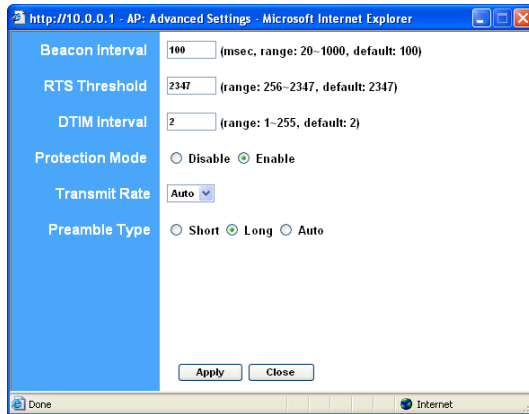 http://10.0.0.1 - AP: Advanced Settings - Microsoft Internet Explorer
Beacon Interval 100 (msec, range: 20~1000, default: 100)
RTS Threshold 2347 (range: 256~2347, default: 2347)
DTIM Interval 2 (range: 1~255, default: 2)
Protection Mode Disable Enable
Transmit Rate Auto
Preamble Type Short Long Auto
Apply Close
Done Internet